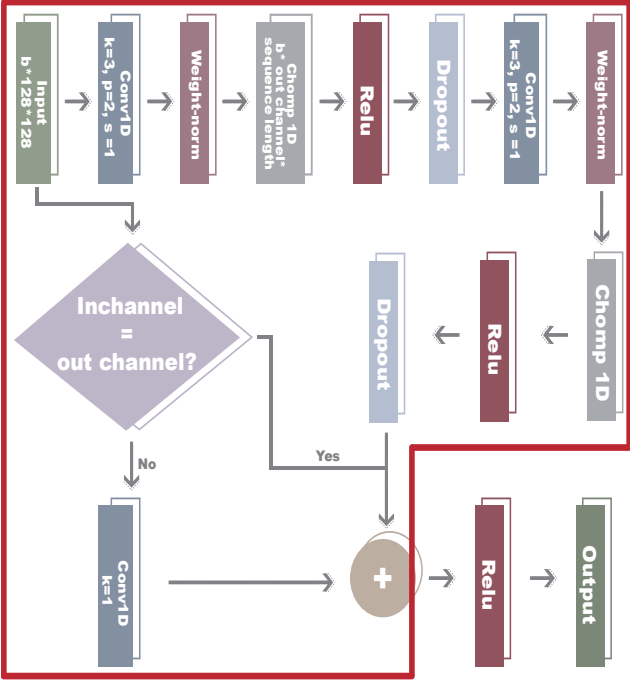 Input
b*128*128
Conv1D
k=3, p=2, s =1
Weight-norm
Chomp 1D
b* out channel*
sequence length
Relu
Dropout
Conv1D
k=3, p=2, s =1
Weight-norm
Chomp 1D
Relu
Dropout
Inchannel
=
out channel?
Yes
No
Conv1D
k=1
+
Relu
Output